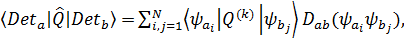 ⟨Det_a|Q̂|Det_b⟩ = ∑_{i,j=1}^{N}⟨ψ_{a_i}|Q^{(k)}|ψ_{b_j}⟩ D_{ab}(ψ_{a_i}ψ_{b_j}),